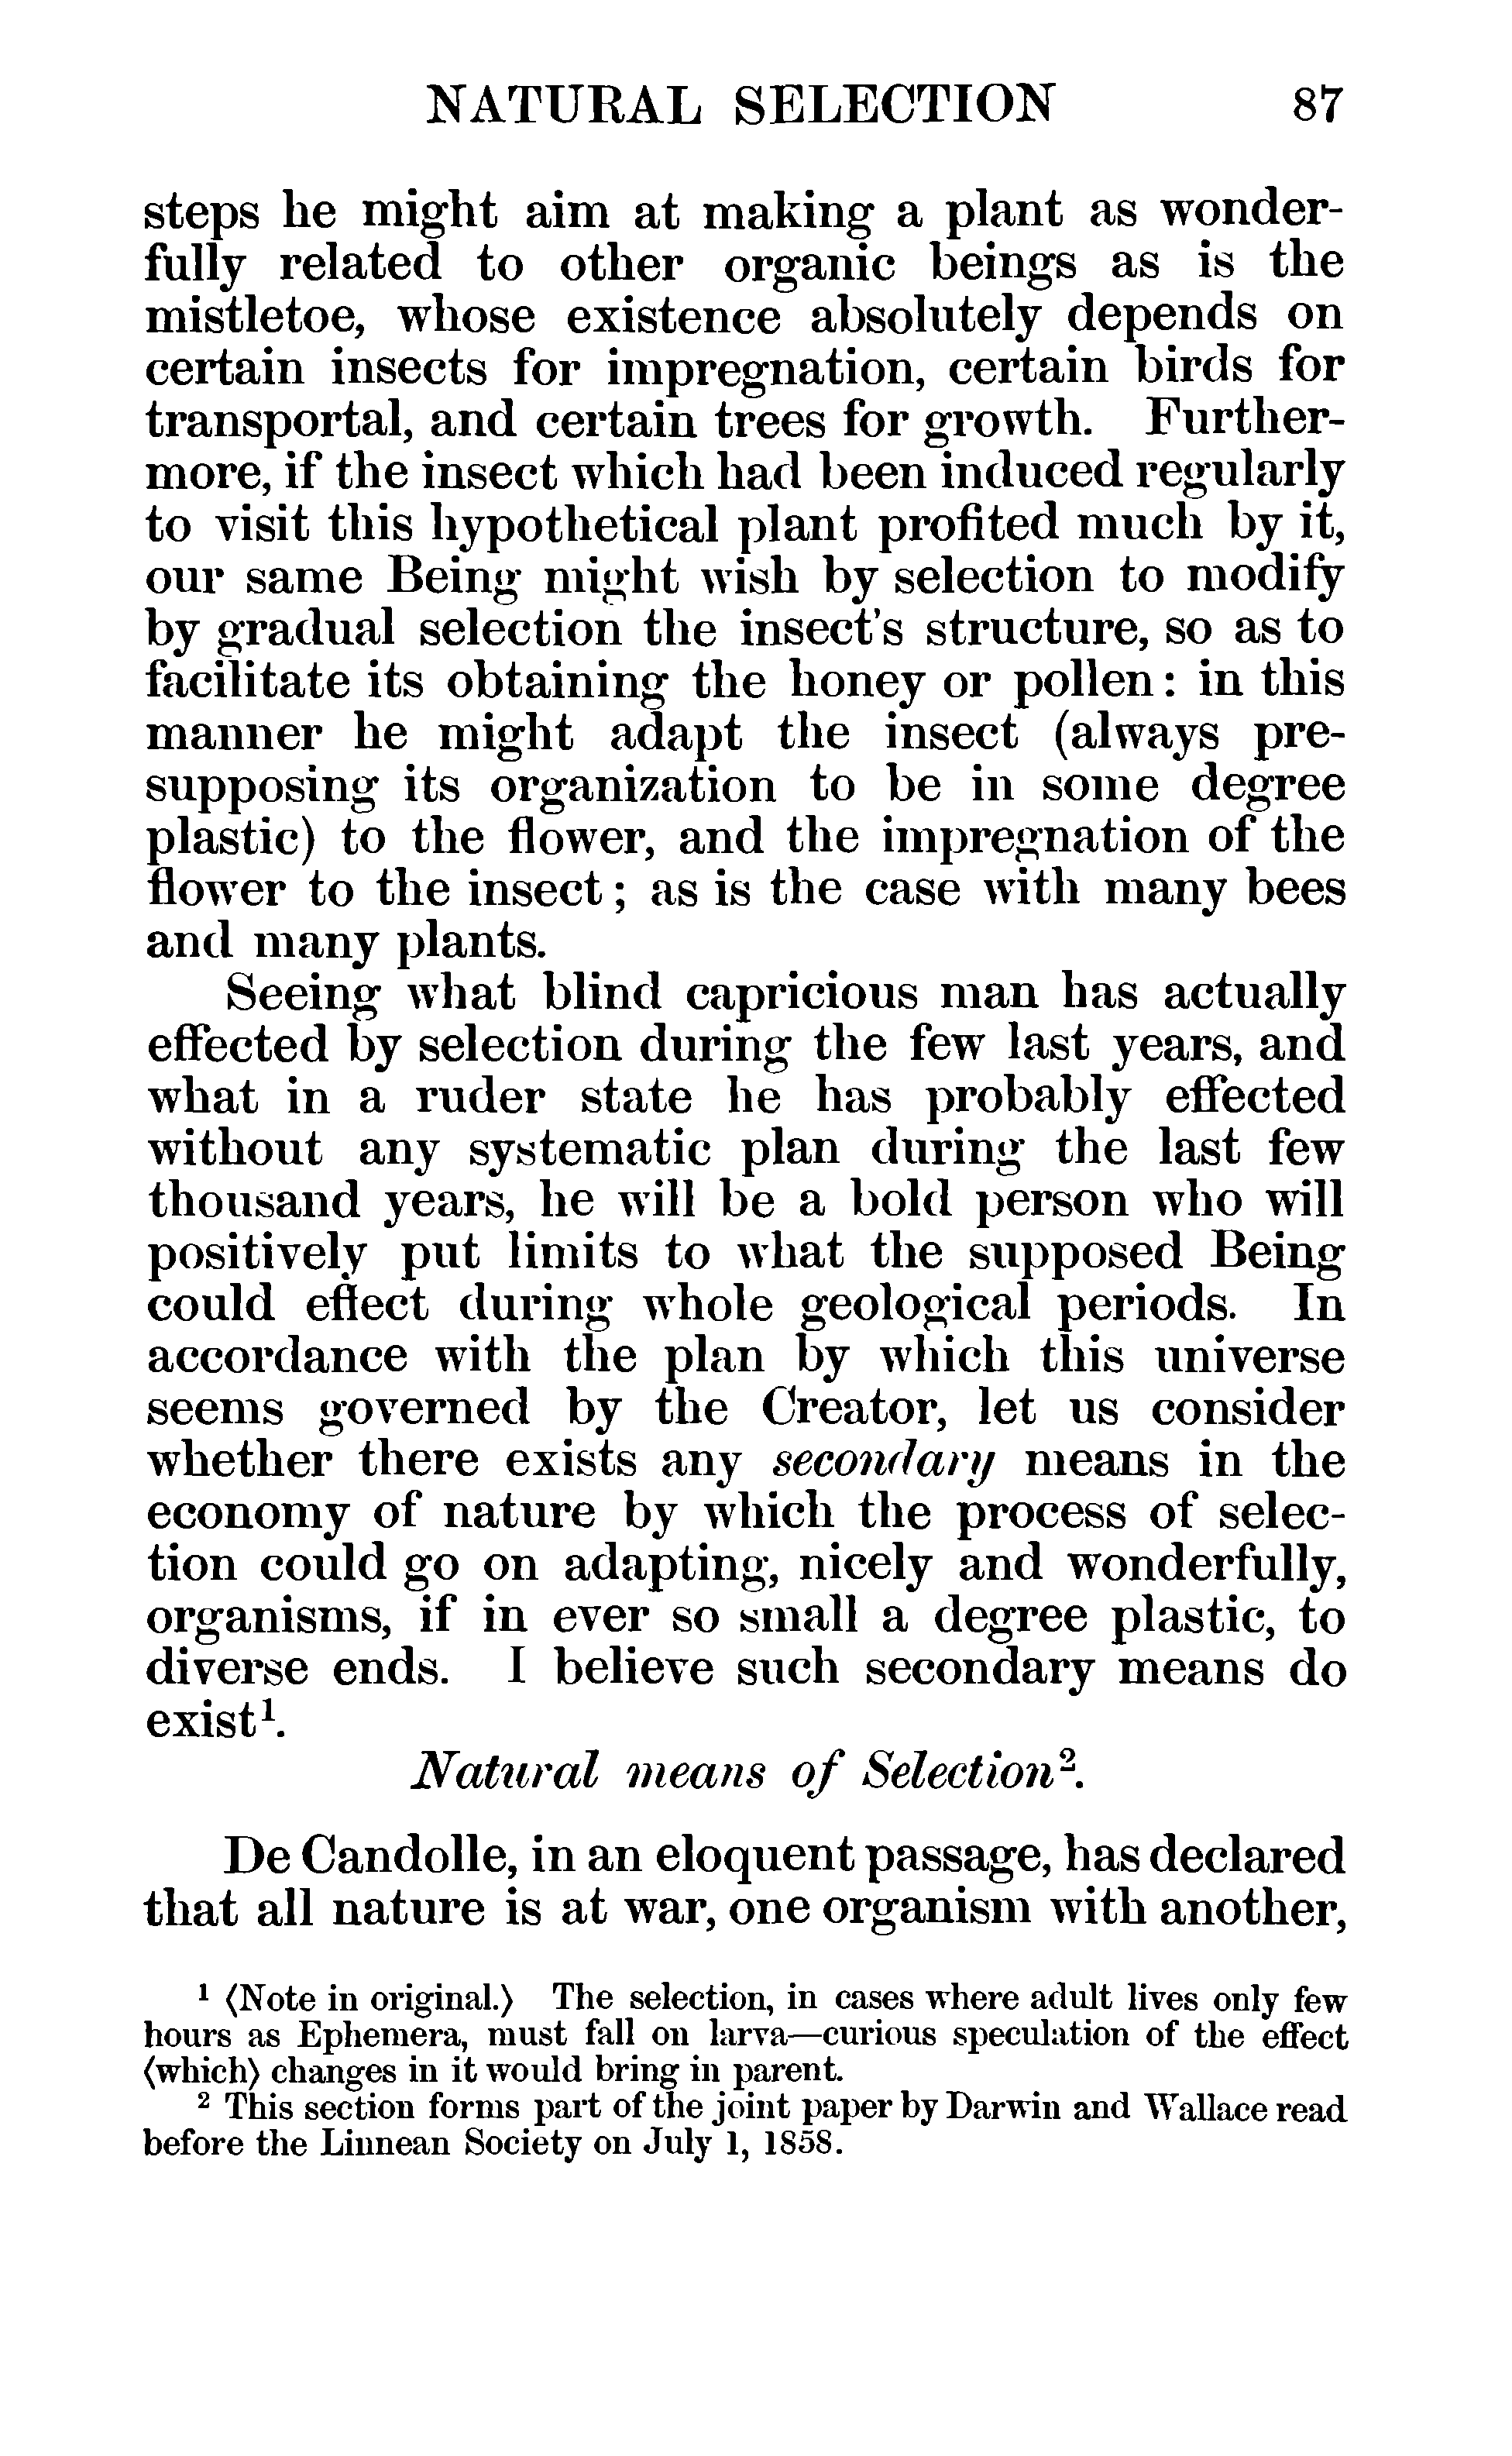 NATURAL SELECTION 87
steps he might aim at making a plant as wonder-
fully related to other organic beings as is the
mistletoe, whose existence absolutely depends on
certain insects for impregnation, certain birds for
transportal, and certain trees for growth. Further-
more, if the insect which had been induced regularly
to visit this hypothetical plant profited much by it,
our same Being might wish by selection to modify
by gradual selection the insect's structure, so as to
facilitate its obtaining the honey or pollen: in this
manner he might adapt the insect (always pre-
supposing its organization to be in some degree
plastic) to the flower, and the impregnation of the
flower to the insect; as is the case with many bees
and many plants.
Seeing what blind capricious man has actually
effected by selection during the few last years, and
what in a ruder state he has probably effected
without any systematic plan during the last few
thousand years, he will be a bold person who will
positively put limits to what the supposed Being
could effect during whole geological periods. In
accordance with the plan by which this universe
seems governed by the Creator, let us consider
whether there exists any secondary means in the
economy of nature by which the process of selec-
tion could go on adapting, nicely and wonderfully,
organisms, if in ever so small a degree plastic, to
diverse ends. I believe such secondary means do
exist¹.
Natural means of Selection².
De Candolle, in an eloquent passage, has declared
that all nature is at war, one organism with another,
¹ ⟨Note in original.⟩ The selection, in cases where adult lives only few
hours as Ephemera, must fall on larva—curious speculation of the effect
⟨which⟩ changes in it would bring in parent.
² This section forms part of the joint paper by Darwin and Wallace read
before the Linnean Society on July 1, 1858.